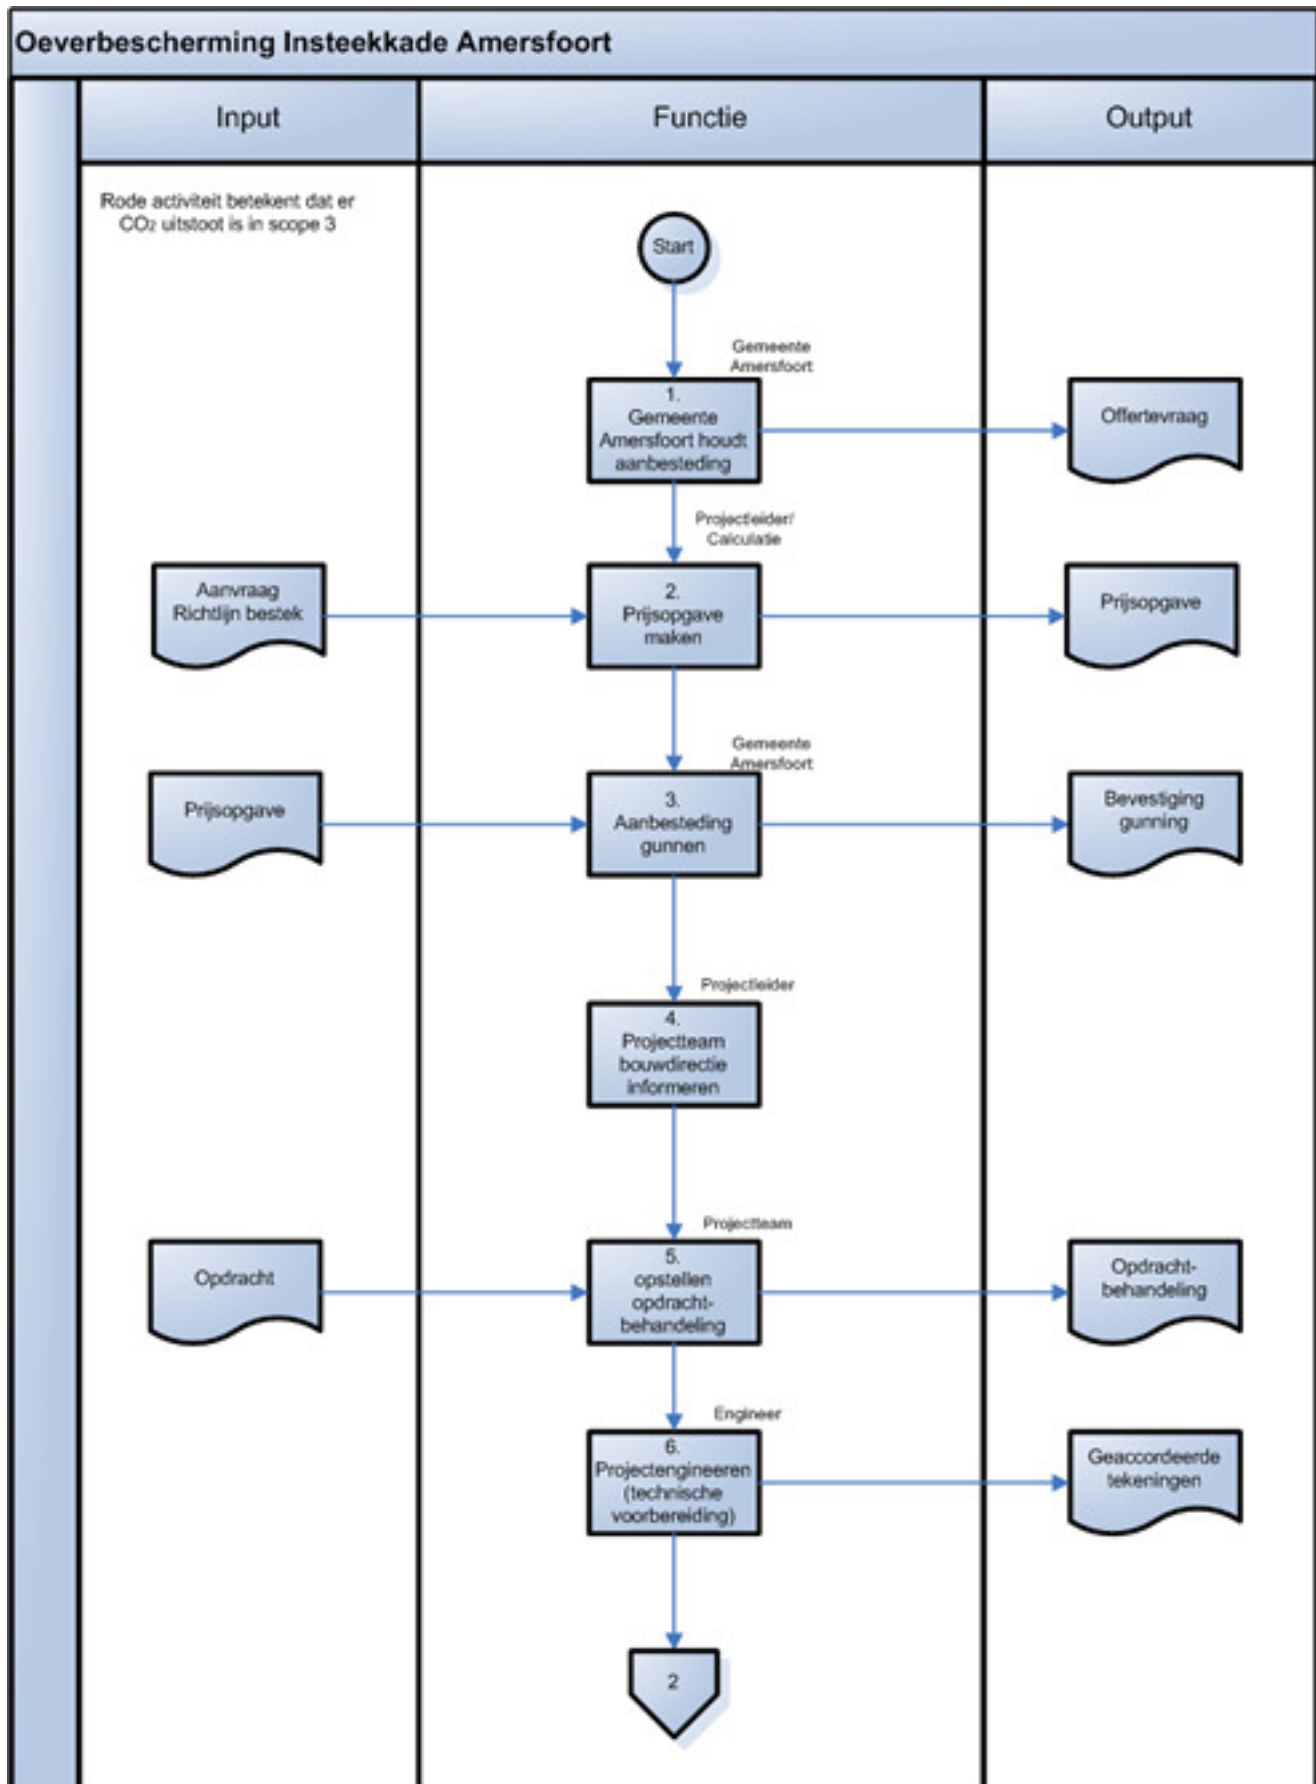 Oeverbescherming Insteekkade Amersfoort
Input
Functie
Output
Rode activiteit betekent dat er
CO₂ uitstoot is in scope 3
Start
Gemeente
Amersfoort
1.
Gemeente
Amersfoort houdt
aanbesteding
Offertevraag
Projectleider/
Calculatie
Aanvraag
Richtlijn bestek
2.
Prijsopgave
maken
Prijsopgave
Gemeente
Amersfoort
Prijsopgave
3.
Aanbesteding
gunnen
Bevestiging
gunning
Projectleider
4.
Projectteam
bouwdirectie
informeren
Projectteam
Opdracht
5.
opstellen
opdracht-
behandeling
Opdracht-
behandeling
Engineer
6.
Projectengineeren
(technische
voorbereiding)
Geaccordeerde
tekeningen
2